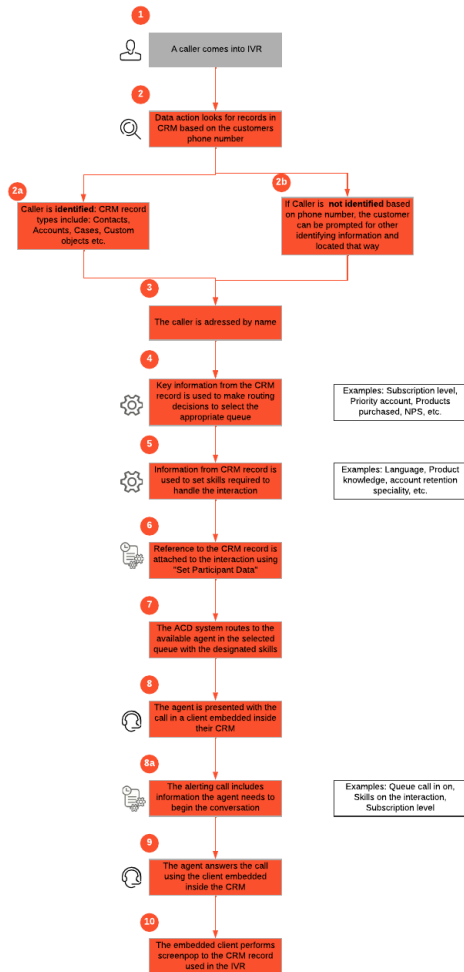 1
A caller comes into IVR
2
Data action looks for records in
CRM based on the customers
phone number
2a
Caller is identified: CRM record
types include: Contacts,
Accounts, Cases, Custom
objects etc.
2b
If Caller is not identified based
on phone number, the customer
can be prompted for other
identifying information and
located that way
3
The caller is adressed by name
4
Key information from the CRM
record is used to make routing
decisions to select the
appropriate queue
Examples: Subscription level,
Priority account, Products
purchased, NPS, etc.
5
Information from CRM record is
used to set skills required to
handle the interaction
Examples: Language, Product
knowledge, account retention
speciality, etc.
6
Reference to the CRM record is
attached to the interaction using
"Set Participant Data"
7
The ACD system routes to the
available agent in the selected
queue with the designated skills
8
The agent is presented with the
call in a client embedded inside
their CRM
8a
The alerting call includes
information the agent needs to
begin the conversation
Examples: Queue call in on,
Skills on the interaction,
Subscription level
9
The agent answers the call
using the client embedded
inside the CRM
10
The embedded client performs
screenpop to the CRM record
used in the IVR